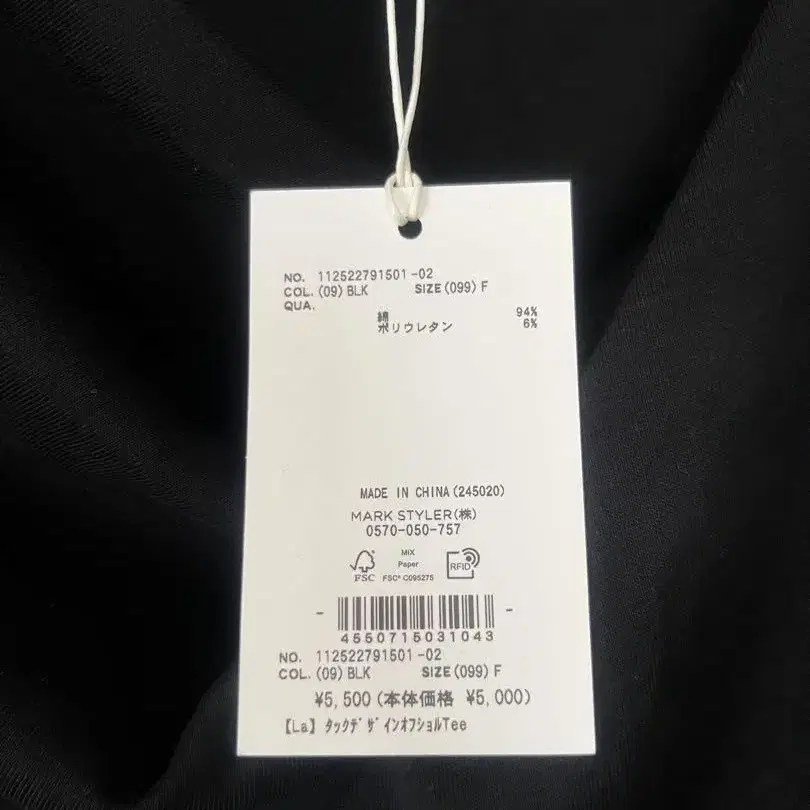 NO. 112522791501-02
COL. (09) BLK SIZE (099) F
QUA.
綿 94%
ポリウレタン 6%
MADE IN CHINA (245020)
MARK STYLER(株)
0570-050-757
MIX
Paper
FSC FSC® C095275 RFID
4550715031043
NO. 112522791501-02
COL. (09) BLK SIZE (099) F
¥5,500 (本体価格 ¥5,000)
【La】ﾀｯｸﾃﾞｻﾞｲﾝｵﾌｼｮﾙTee